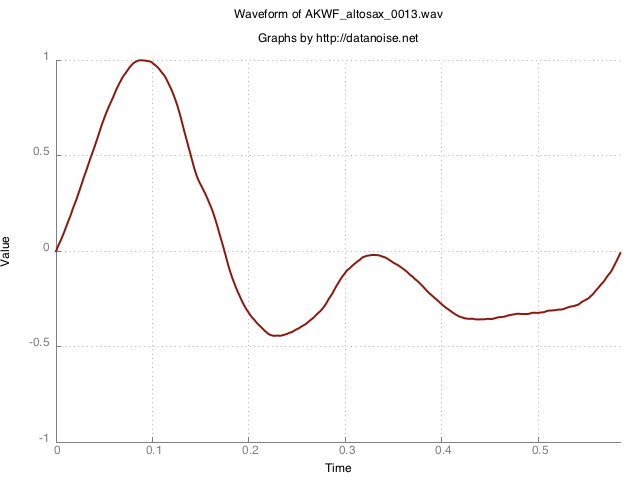 Waveform of AKWF_altosax_0013.wav
Graphs by http://datanoise.net
1
0.5
0
-0.5
-1
Value
0 0.1 0.2 0.3 0.4 0.5
Time